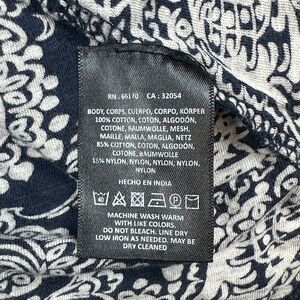 RN : 66170 CA : 32054
BODY, CORPS, CUERPO, CORPO, KÖRPER
100% COTTON, COTON, ALGODÓN,
COTONE, BAUMWOLLE, MESH,
MAILLE, MALLA, MAGLIA, NETZ
85% COTTON, COTON, ALGODÓN,
COTONE, BAUMWOLLE
15% NYLON, NYLON, NYLON, NYLON,
NYLON
HECHO EN INDIA
MACHINE WASH WARM
WITH LIKE COLORS.
DO NOT BLEACH. LINE DRY
LOW IRON AS NEEDED. MAY BE
DRY CLEANED